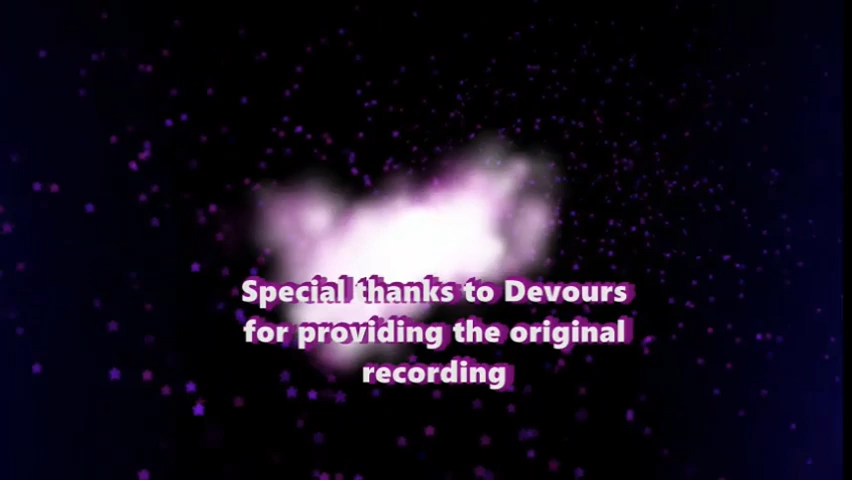 Special thanks to Devours
for providing the original
recording